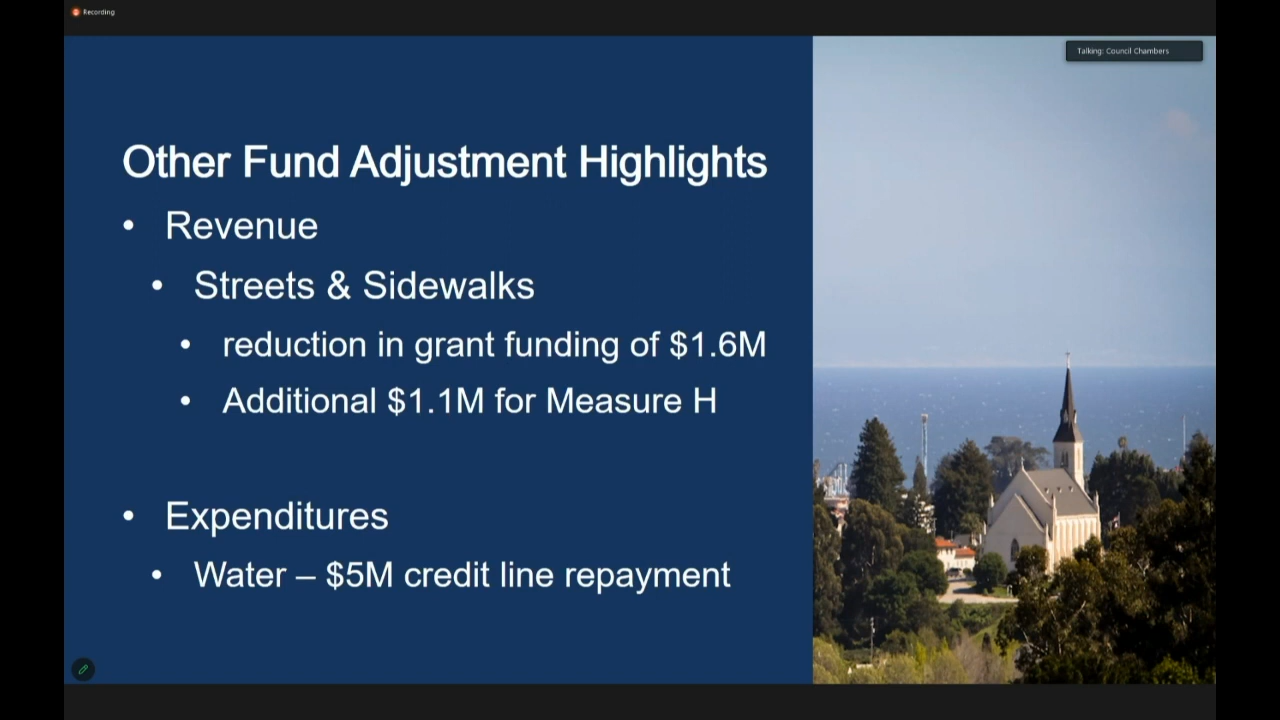 Recording
Talking: Council Chambers
Other Fund Adjustment Highlights
• Revenue
• Streets & Sidewalks
• reduction in grant funding of $1.6M
• Additional $1.1M for Measure H
• Expenditures
• Water – $5M credit line repayment